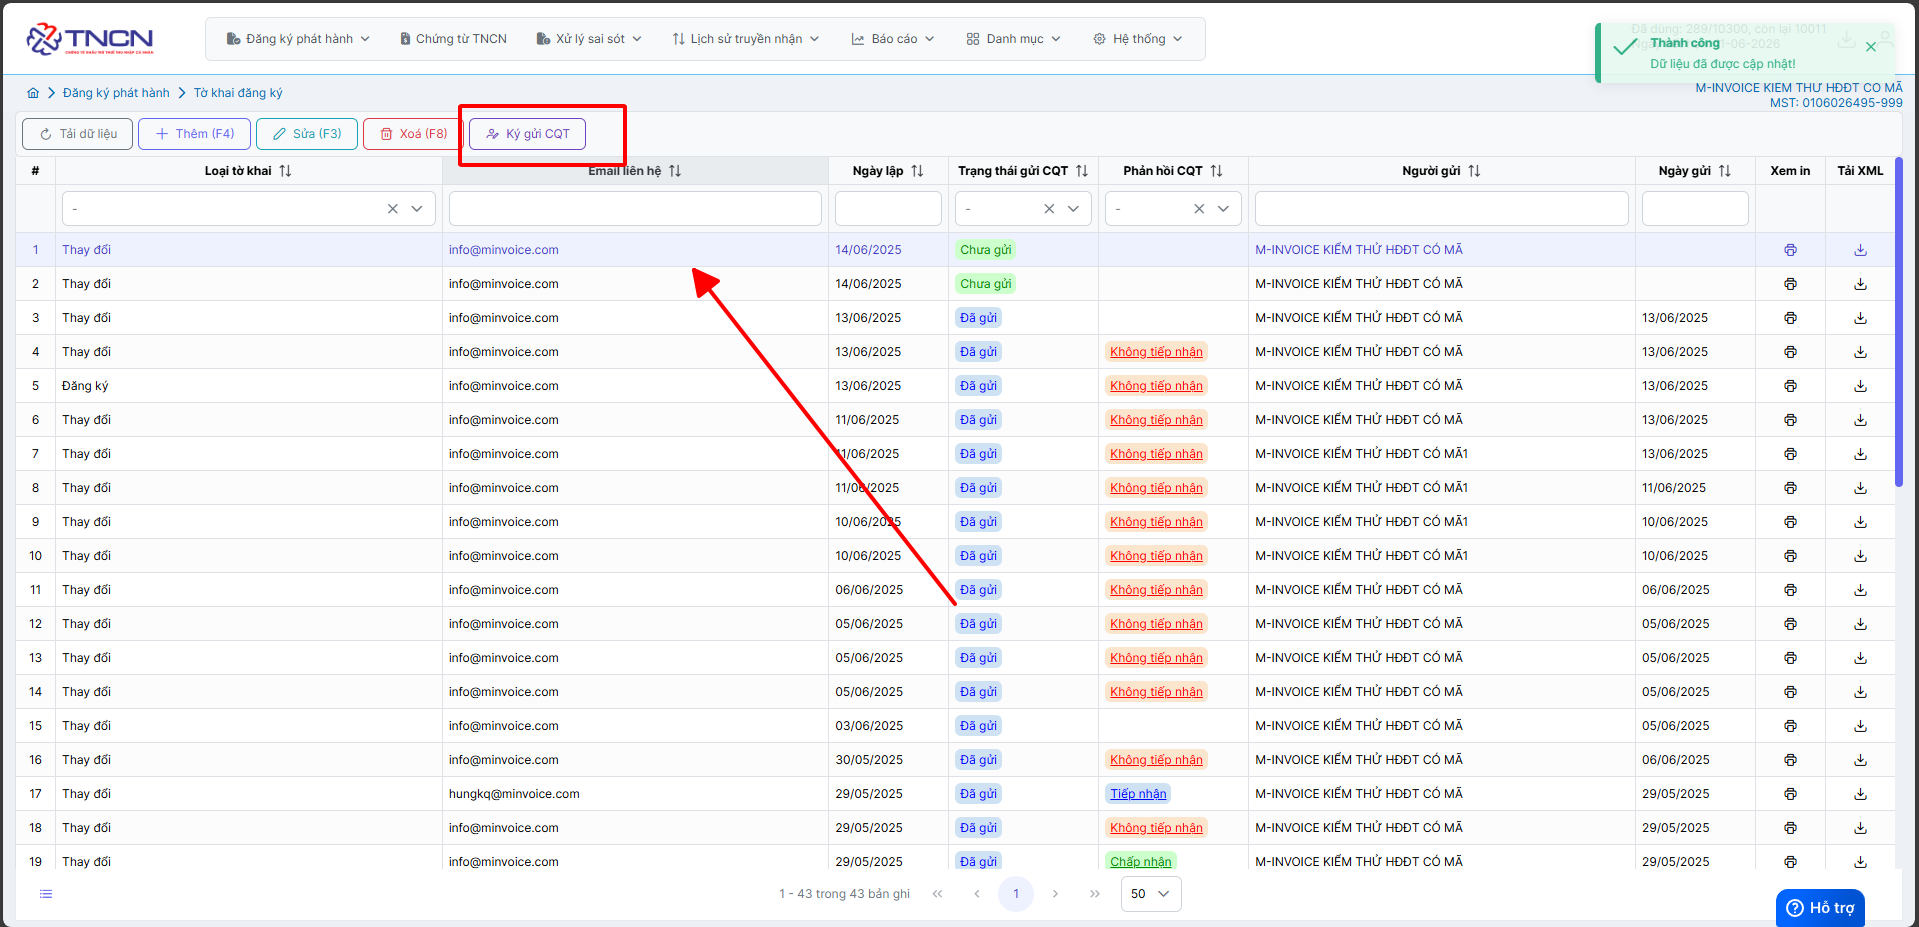 TNCN
Đăng ký phát hành
Chứng từ TNCN
Xử lý sai sót
Lịch sử truyền nhận
Báo cáo
Danh mục
Hệ thống
Đã dùng: 289/10300, còn lại 10011
Thành công
Dữ liệu đã được cập nhật!
M-INVOICE KIỂM THỬ HĐĐT CÓ MÃ
MST: 0106026495-999
Đăng ký phát hành > Tờ khai đăng ký
Tải dữ liệu
Thêm (F4)
Sửa (F3)
Xoá (F8)
Ký gửi CQT
# Loại tờ khai Email liên hệ Ngày lập Trạng thái gửi CQT Phản hồi CQT Người gửi Ngày gửi Xem in Tải XML
- - -
1 Thay đổi info@minvoice.com 14/06/2025 Chưa gửi M-INVOICE KIỂM THỬ HĐĐT CÓ MÃ
2 Thay đổi info@minvoice.com 14/06/2025 Chưa gửi M-INVOICE KIỂM THỬ HĐĐT CÓ MÃ
3 Thay đổi info@minvoice.com 13/06/2025 Đã gửi M-INVOICE KIỂM THỬ HĐĐT CÓ MÃ 13/06/2025
4 Thay đổi info@minvoice.com 13/06/2025 Đã gửi Không tiếp nhận M-INVOICE KIỂM THỬ HĐĐT CÓ MÃ 13/06/2025
5 Đăng ký info@minvoice.com 13/06/2025 Đã gửi Không tiếp nhận M-INVOICE KIỂM THỬ HĐĐT CÓ MÃ 13/06/2025
6 Thay đổi info@minvoice.com 11/06/2025 Đã gửi Không tiếp nhận M-INVOICE KIỂM THỬ HĐĐT CÓ MÃ 13/06/2025
7 Thay đổi info@minvoice.com 11/06/2025 Đã gửi Không tiếp nhận M-INVOICE KIỂM THỬ HĐĐT CÓ MÃ1 13/06/2025
8 Thay đổi info@minvoice.com 11/06/2025 Đã gửi Không tiếp nhận M-INVOICE KIỂM THỬ HĐĐT CÓ MÃ1 11/06/2025
9 Thay đổi info@minvoice.com 10/06/2025 Đã gửi Không tiếp nhận M-INVOICE KIỂM THỬ HĐĐT CÓ MÃ1 10/06/2025
10 Thay đổi info@minvoice.com 10/06/2025 Đã gửi Không tiếp nhận M-INVOICE KIỂM THỬ HĐĐT CÓ MÃ1 10/06/2025
11 Thay đổi info@minvoice.com 06/06/2025 Đã gửi Không tiếp nhận M-INVOICE KIỂM THỬ HĐĐT CÓ MÃ 06/06/2025
12 Thay đổi info@minvoice.com 05/06/2025 Đã gửi Không tiếp nhận M-INVOICE KIỂM THỬ HĐĐT CÓ MÃ 05/06/2025
13 Thay đổi info@minvoice.com 05/06/2025 Đã gửi Không tiếp nhận M-INVOICE KIỂM THỬ HĐĐT CÓ MÃ 05/06/2025
14 Thay đổi info@minvoice.com 05/06/2025 Đã gửi Không tiếp nhận M-INVOICE KIỂM THỬ HĐĐT CÓ MÃ 05/06/2025
15 Thay đổi info@minvoice.com 03/06/2025 Đã gửi M-INVOICE KIỂM THỬ HĐĐT CÓ MÃ 05/06/2025
16 Thay đổi info@minvoice.com 30/05/2025 Đã gửi Không tiếp nhận M-INVOICE KIỂM THỬ HĐĐT CÓ MÃ 06/06/2025
17 Thay đổi hungkq@minvoice.com 29/05/2025 Đã gửi Tiếp nhận M-INVOICE KIỂM THỬ HĐĐT CÓ MÃ 29/05/2025
18 Thay đổi info@minvoice.com 29/05/2025 Đã gửi Không tiếp nhận M-INVOICE KIỂM THỬ HĐĐT CÓ MÃ 29/05/2025
19 Thay đổi info@minvoice.com 29/05/2025 Đã gửi Chấp nhận M-INVOICE KIỂM THỬ HĐĐT CÓ MÃ 29/05/2025
1 - 43 trong 43 bản ghi 1 50
Hỗ trợ